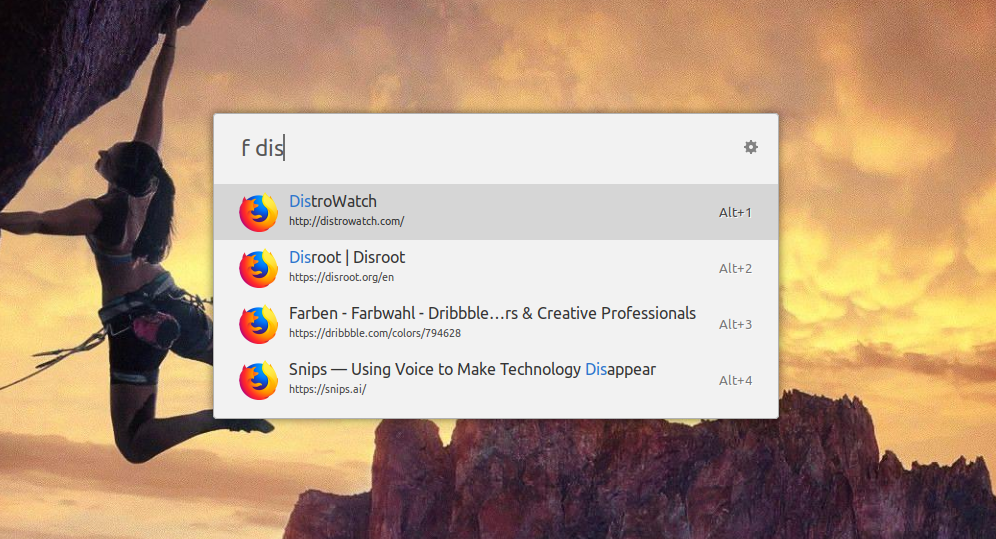 f dis
DistroWatch
http://distrowatch.com/
Alt+1
Disroot | Disroot
https://disroot.org/en
Alt+2
Farben - Farbwahl - Dribbble…rs & Creative Professionals
https://dribbble.com/colors/794628
Alt+3
Snips — Using Voice to Make Technology Disappear
https://snips.ai/
Alt+4